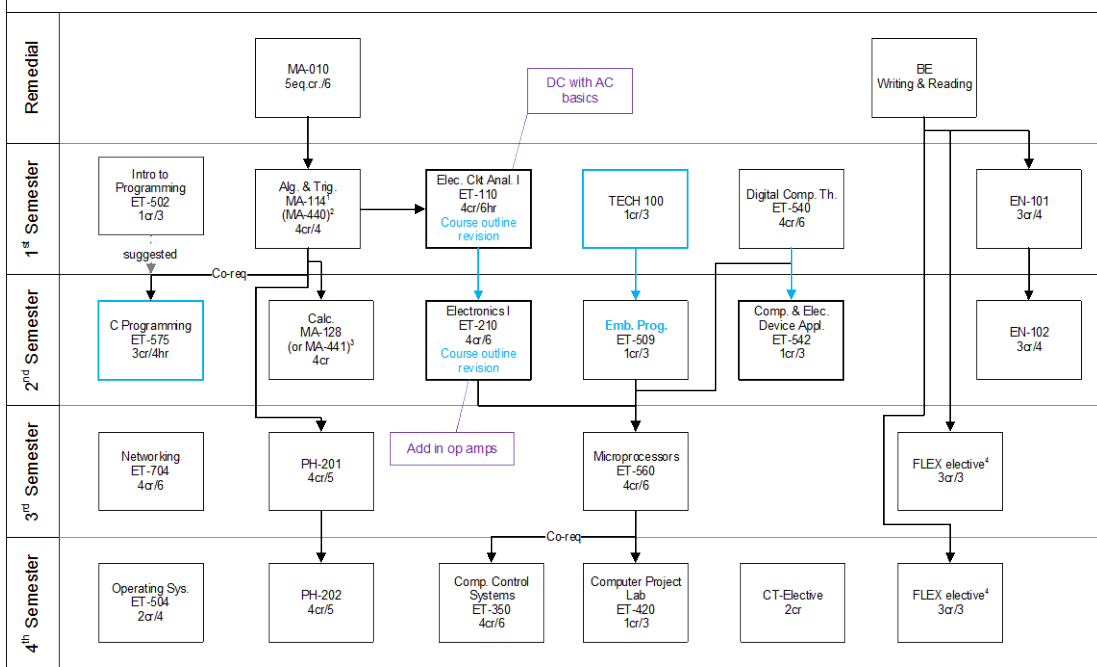 Remedial
MA-010
5eq.cr./6
BE
Writing & Reading
DC with AC
basics
1st Semester
Intro to
Programming
ET-502
1cr/3
Alg. & Trig.
MA-114¹
(MA-440)²
4cr/4
Elec. Ckt Anal. I
ET-110
4cr/6hr
Course outline
revision
TECH 100
1cr/3
Digital Comp. Th.
ET-540
4cr/6
EN-101
3cr/4
suggested
Co-req
2nd Semester
C Programming
ET-575
3cr/4hr
Calc.
MA-128
(or MA-441)³
4cr
Electronics I
ET-210
4cr/6
Course outline
revision
Emb. Prog.
ET-509
1cr/3
Comp. & Elec.
Device Appl.
ET-542
1cr/3
EN-102
3cr/4
Add in op amps
3rd Semester
Networking
ET-704
4cr/6
PH-201
4cr/5
Microprocessors
ET-560
4cr/6
FLEX elective⁴
3cr/3
Co-req
4th Semester
Operating Sys.
ET-504
2cr/4
PH-202
4cr/5
Comp. Control
Systems
ET-350
4cr/6
Computer Project
Lab
ET-420
1cr/3
CT-Elective
2cr
FLEX elective⁴
3cr/3